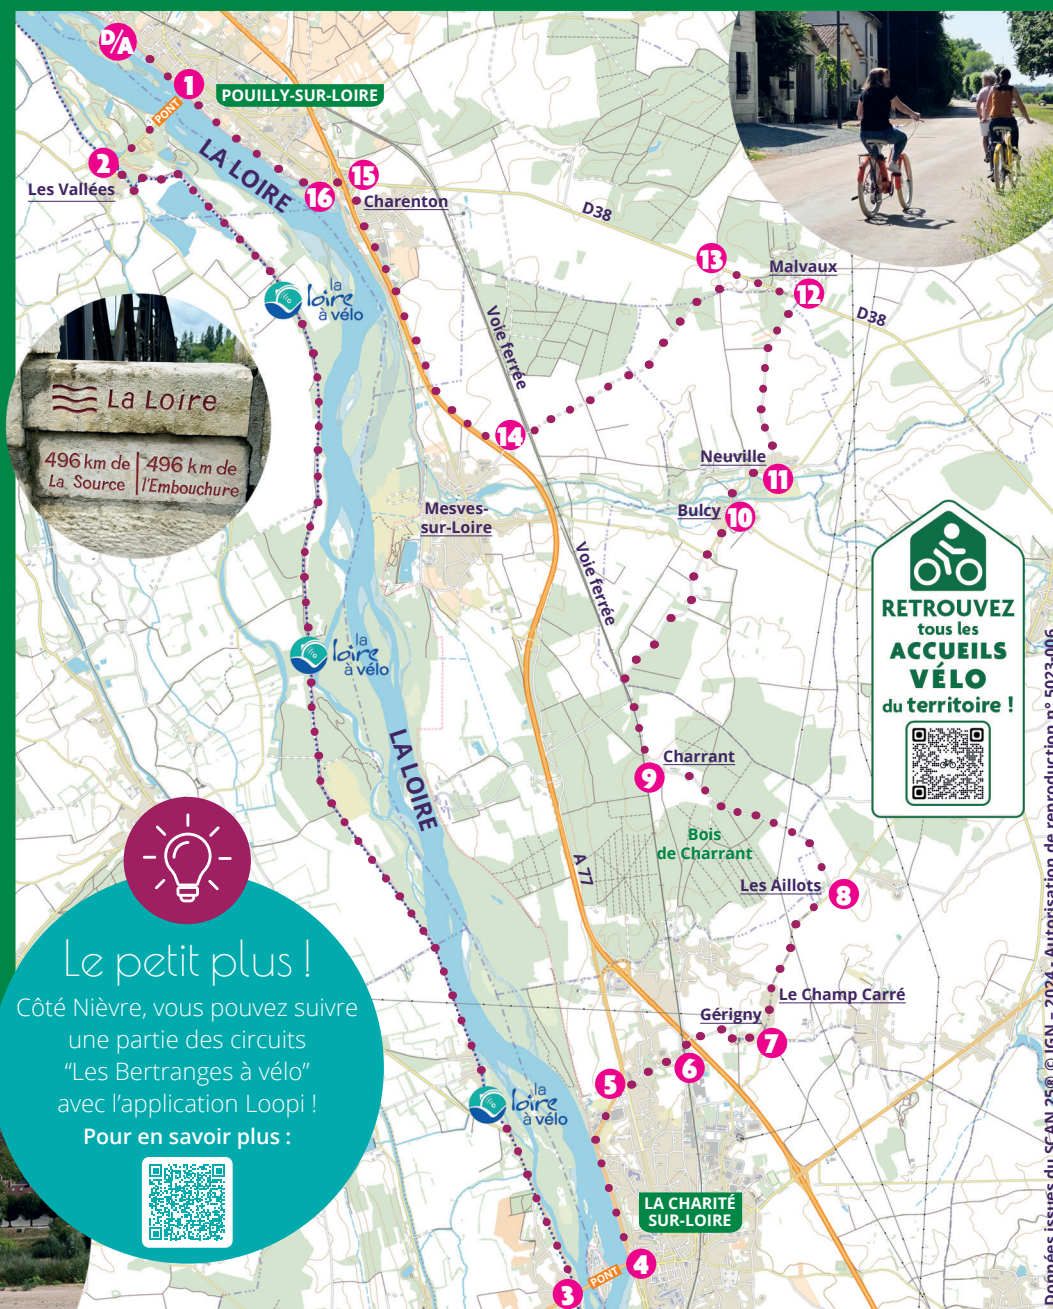 D/A
1
POUILLY-SUR-LOIRE
PONT
2
Les Vallées
LA LOIRE
15
16
Charenton
D38
13
Malvaux
12
D38
la
loire
à vélo
Voie ferrée
La Loire
496 km de
La Source
496 km de
l'Embouchure
14
Neuville
11
Mesves-
sur-Loire
Bulcy
10
Voie ferrée
RETROUVEZ
tous les
ACCUEILS
VÉLO
du territoire !
la
loire
à vélo
LA LOIRE
Charrant
9
Bois
de Charrant
A 77
Les Aillots
8
Le petit plus !
Côté Nièvre, vous pouvez suivre
une partie des circuits
“Les Bertranges à vélo”
avec l’application Loopi !
Pour en savoir plus :
Le Champ Carré
Gérigny
7
6
5
la
loire
à vélo
LA CHARITÉ
SUR-LOIRE
4
PONT
3
Données issues du SCAN 25® © IGN - 2024 - Autorisation de reproduction n° 5023-006